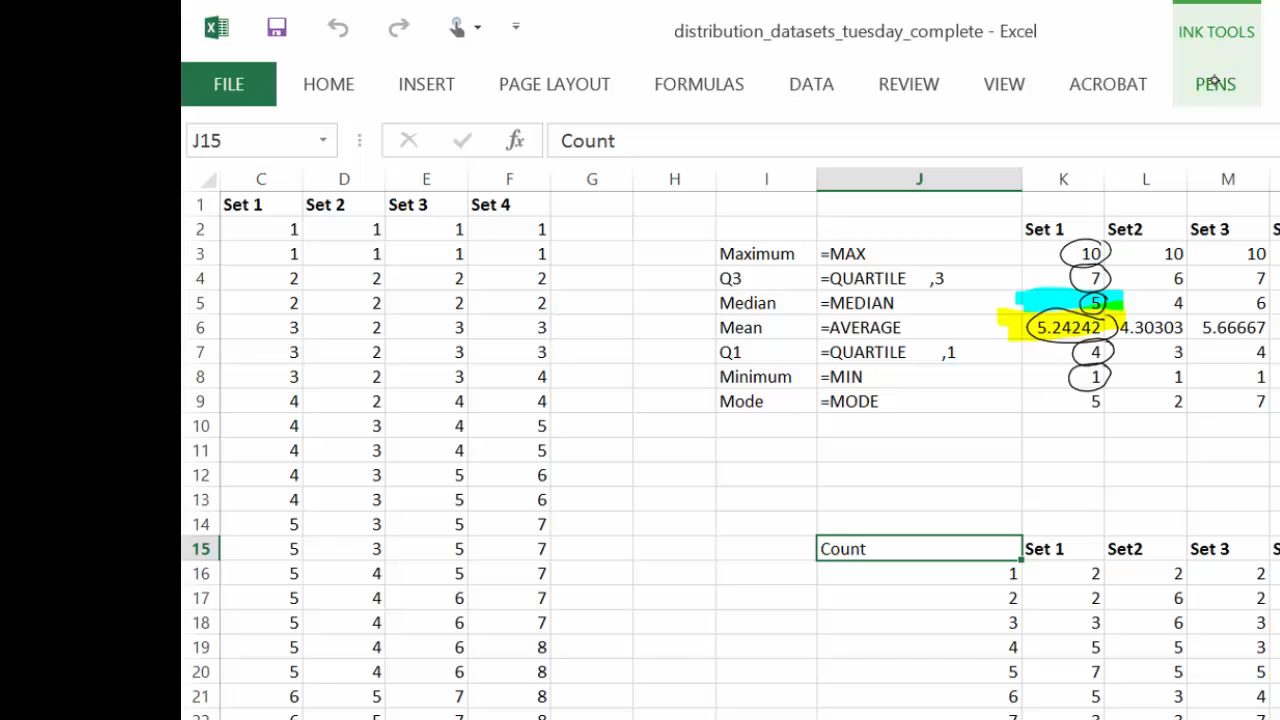 distribution_datasets_tuesday_complete - Excel INK TOOLS
FILE HOME INSERT PAGE LAYOUT FORMULAS DATA REVIEW VIEW ACROBAT PENS
J15 fx Count
C D E F G H I J K L M
1 Set 1 Set 2 Set 3 Set 4
2 1 1 1 1 Set 1 Set2 Set 3
3 1 1 1 1 Maximum =MAX 10 10 10
4 2 2 2 2 Q3 =QUARTILE ,3 7 6 7
5 2 2 2 2 Median =MEDIAN 5 4 6
6 3 2 3 3 Mean =AVERAGE 5.24242 4.30303 5.66667
7 3 2 3 3 Q1 =QUARTILE ,1 4 3 4
8 3 2 3 4 Minimum =MIN 1 1 1
9 4 2 4 4 Mode =MODE 5 2 7
10 4 3 4 5
11 4 3 4 5
12 4 3 5 6
13 4 3 5 6
14 5 3 5 7
15 5 3 5 7 Count Set 1 Set2 Set 3
16 5 4 5 7 1 2 2 2
17 5 4 6 7 2 2 6 2
18 5 4 6 7 3 3 6 3
19 5 4 6 8 4 5 5 3
20 5 4 6 8 5 7 5 5
21 6 5 7 8 6 5 3 4